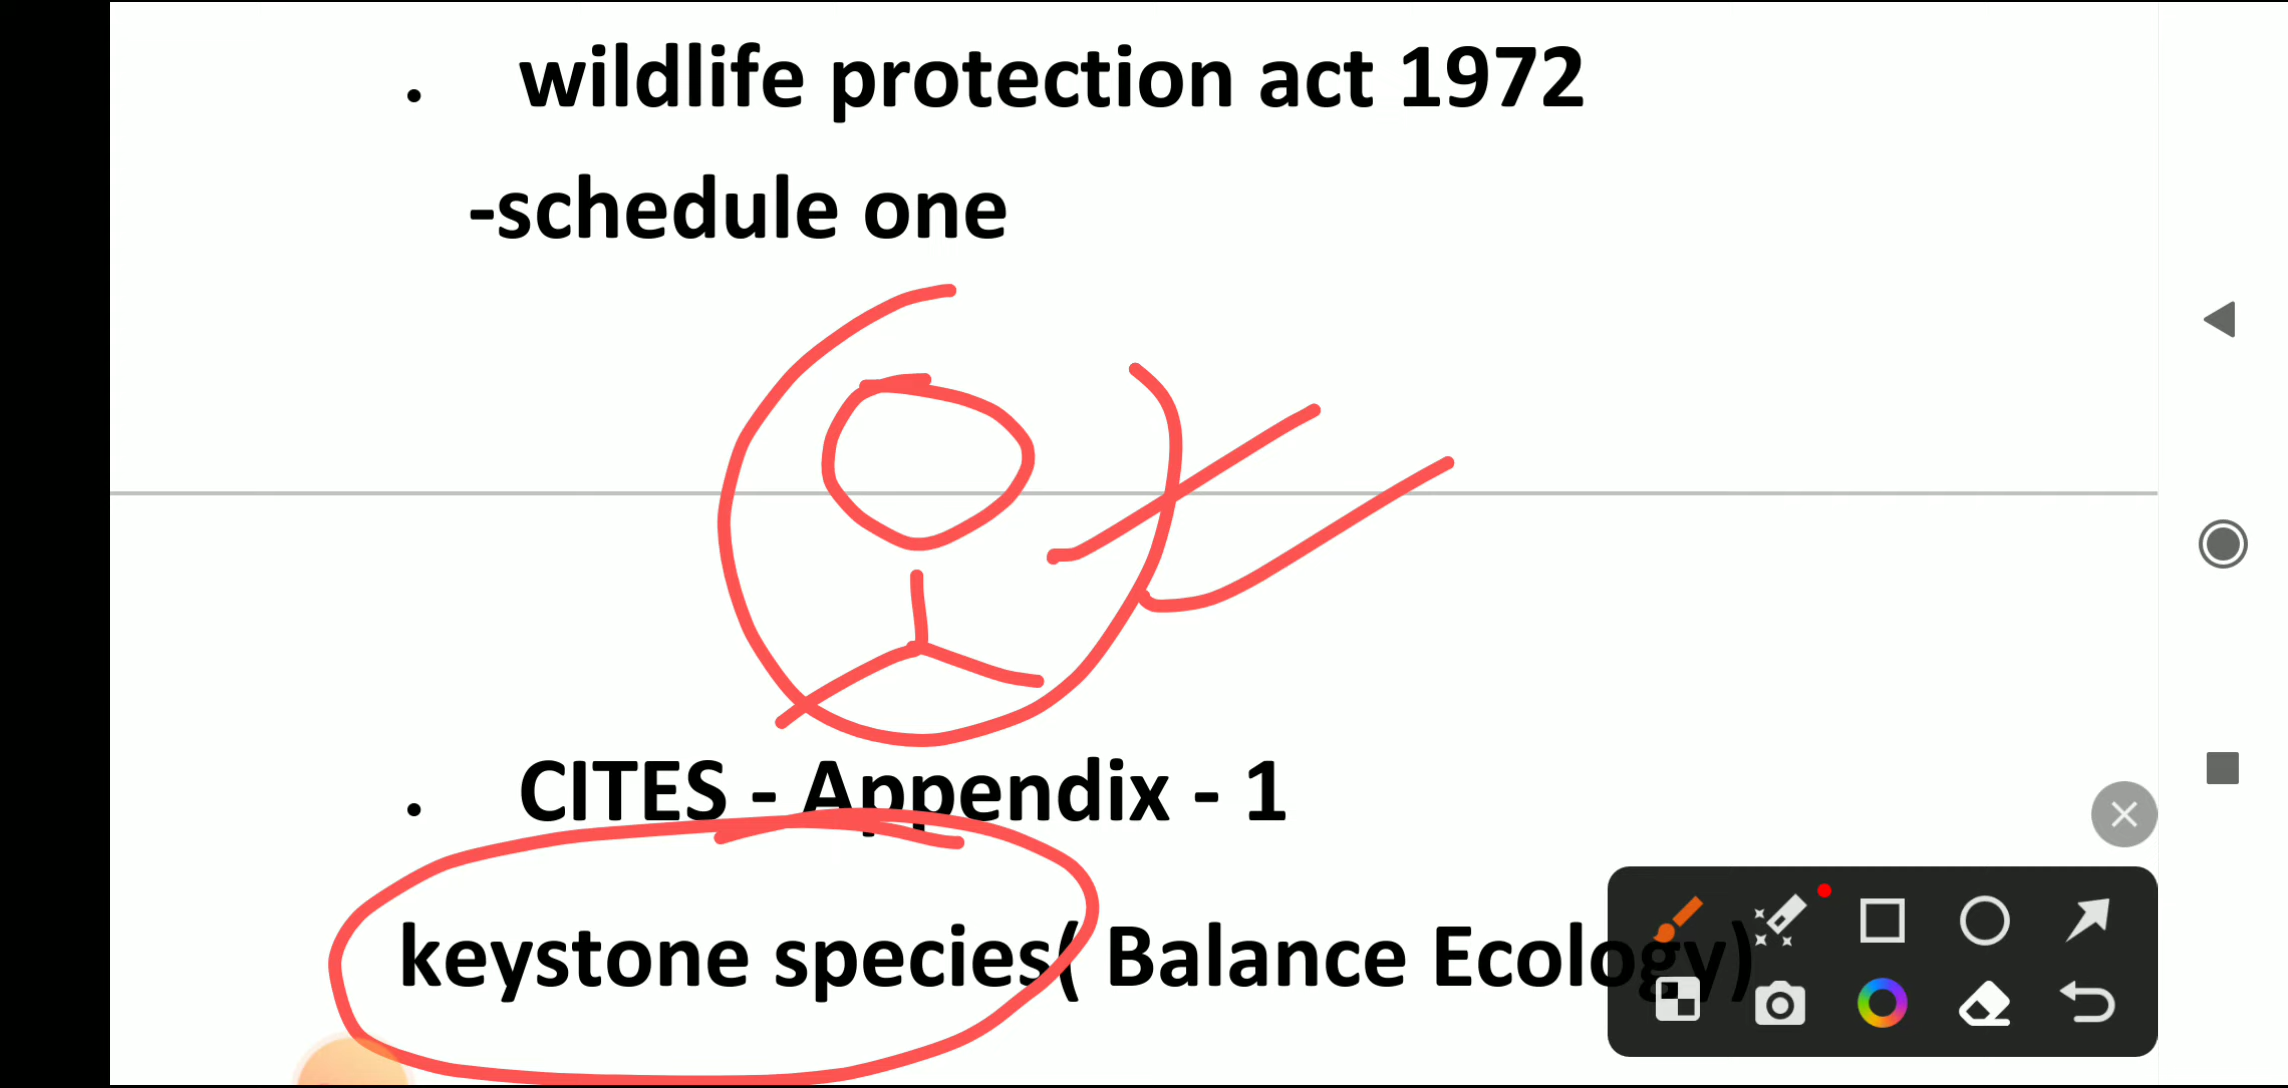 . wildlife protection act 1972
-schedule one
. CITES - Appendix - 1
keystone species( Balance Ecology)